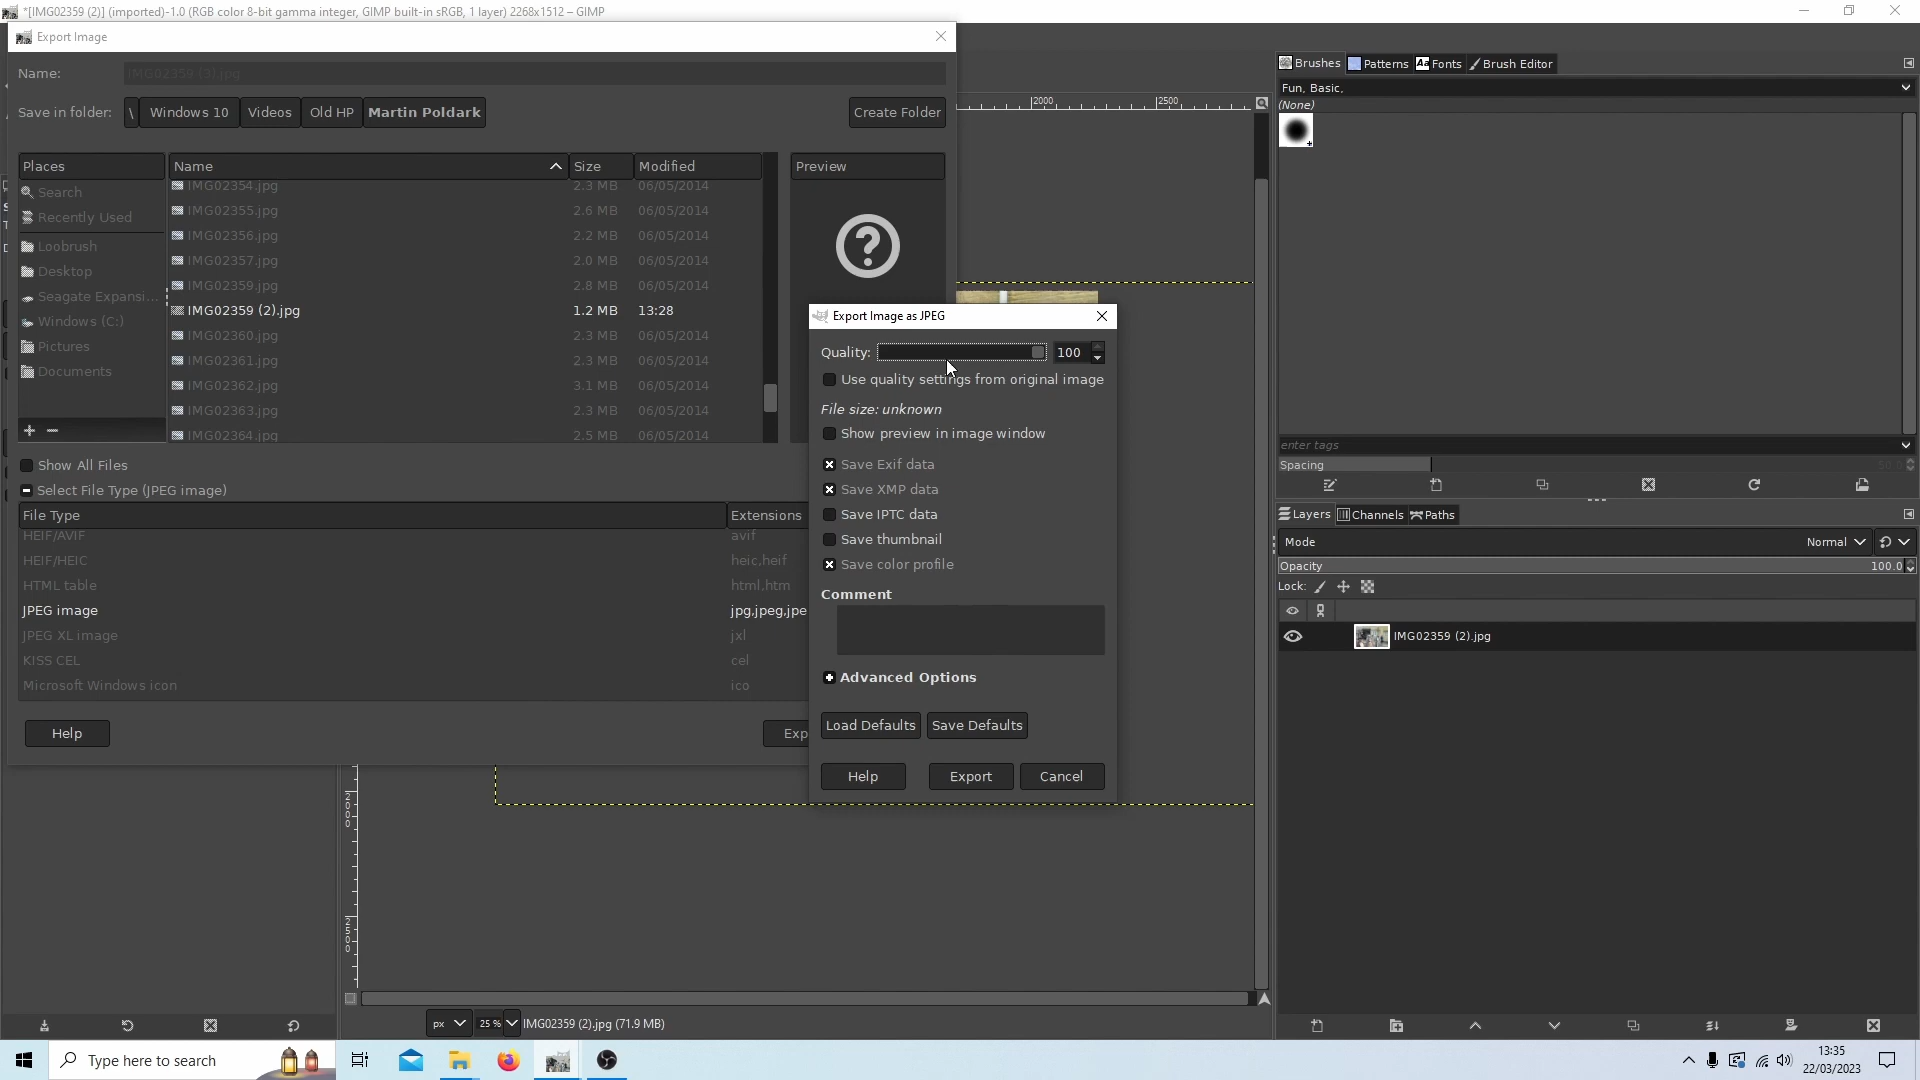 *[IMG02359 (2)] (imported)-1.0 (RGB color 8-bit gamma integer, GIMP built-in sRGB, 1 layer) 2268x1512 – GIMP
Export Image
Name: IMG02359 (3).jpg
Save in folder: \ Windows 10 Videos Old HP Martin Poldark Create Folder
Places
Search
Recently Used
Loobrush
Desktop
Seagate Expansi...
Windows (C:)
Pictures
Documents
Name Size Modified
IMG02354.jpg 2.3 MB 06/05/2014
IMG02355.jpg 2.6 MB 06/05/2014
IMG02356.jpg 2.2 MB 06/05/2014
IMG02357.jpg 2.0 MB 06/05/2014
IMG02359.jpg 2.8 MB 06/05/2014
IMG02359 (2).jpg 1.2 MB 13:28
IMG02360.jpg 2.3 MB 06/05/2014
IMG02361.jpg 2.3 MB 06/05/2014
IMG02362.jpg 3.1 MB 06/05/2014
IMG02363.jpg 2.3 MB 06/05/2014
IMG02364.jpg 2.5 MB 06/05/2014
Preview
Show All Files
Select File Type (JPEG image)
File Type Extensions
HEIF/AVIF avif
HEIF/HEIC heic,heif
HTML table html,htm
JPEG image jpg,jpeg,jpe
JPEG XL image jxl
KISS CEL cel
Microsoft Windows icon ico
Help Exp
Export Image as JPEG
Quality: 100
Use quality settings from original image
File size: unknown
Show preview in image window
Save Exif data
Save XMP data
Save IPTC data
Save thumbnail
Save color profile
Comment
Advanced Options
Load Defaults Save Defaults
Help Export Cancel
2000 2500
2000
2500
px 25 % IMG02359 (2).jpg (71.9 MB)
Brushes Patterns Aa Fonts Brush Editor
Fun, Basic,
(None)
enter tags
Spacing 50.0
Layers Channels Paths
Mode Normal
Opacity 100.0
Lock:
IMG02359 (2).jpg
Type here to search
13:35
22/03/2023